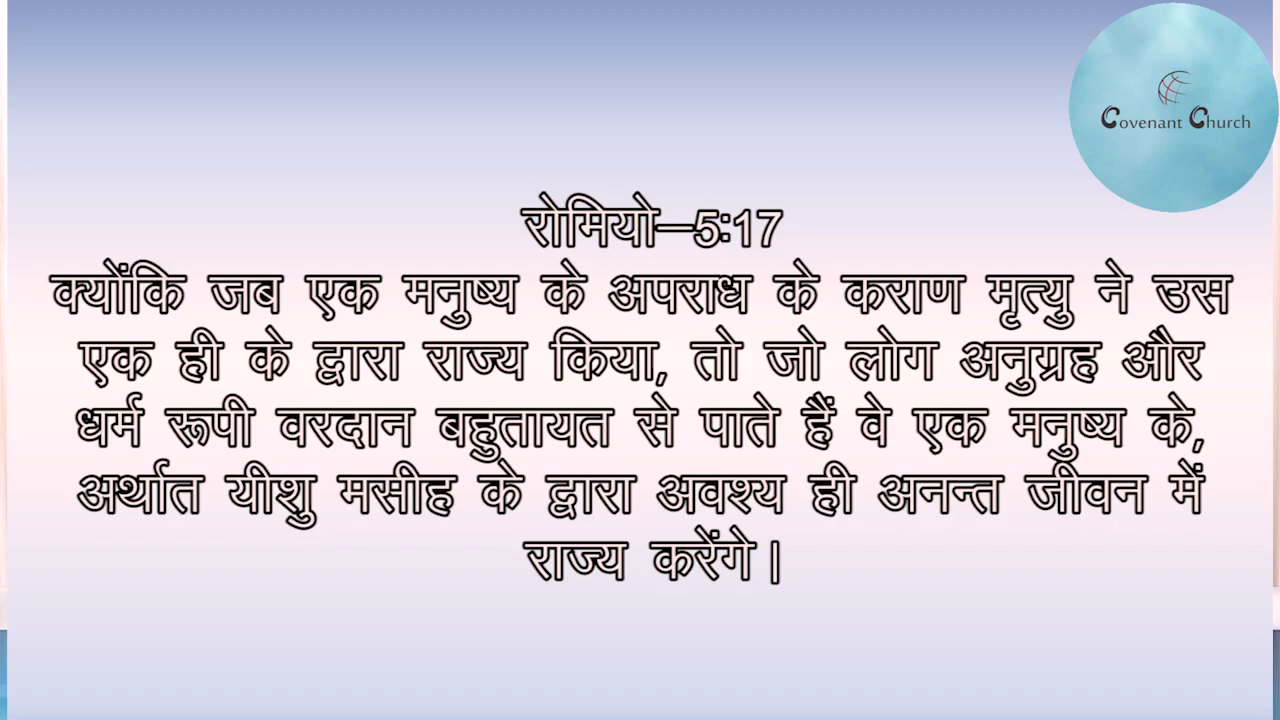 Covenant Church
रोमियो–5:17
क्योंकि जब एक मनुष्य के अपराध के कराण मृत्यु ने उस
एक ही के द्वारा राज्य किया, तो जो लोग अनुग्रह और
धर्म रूपी वरदान बहुतायत से पाते हैं वे एक मनुष्य के,
अर्थात यीशु मसीह के द्वारा अवश्य ही अनन्त जीवन में
राज्य करेंगे |